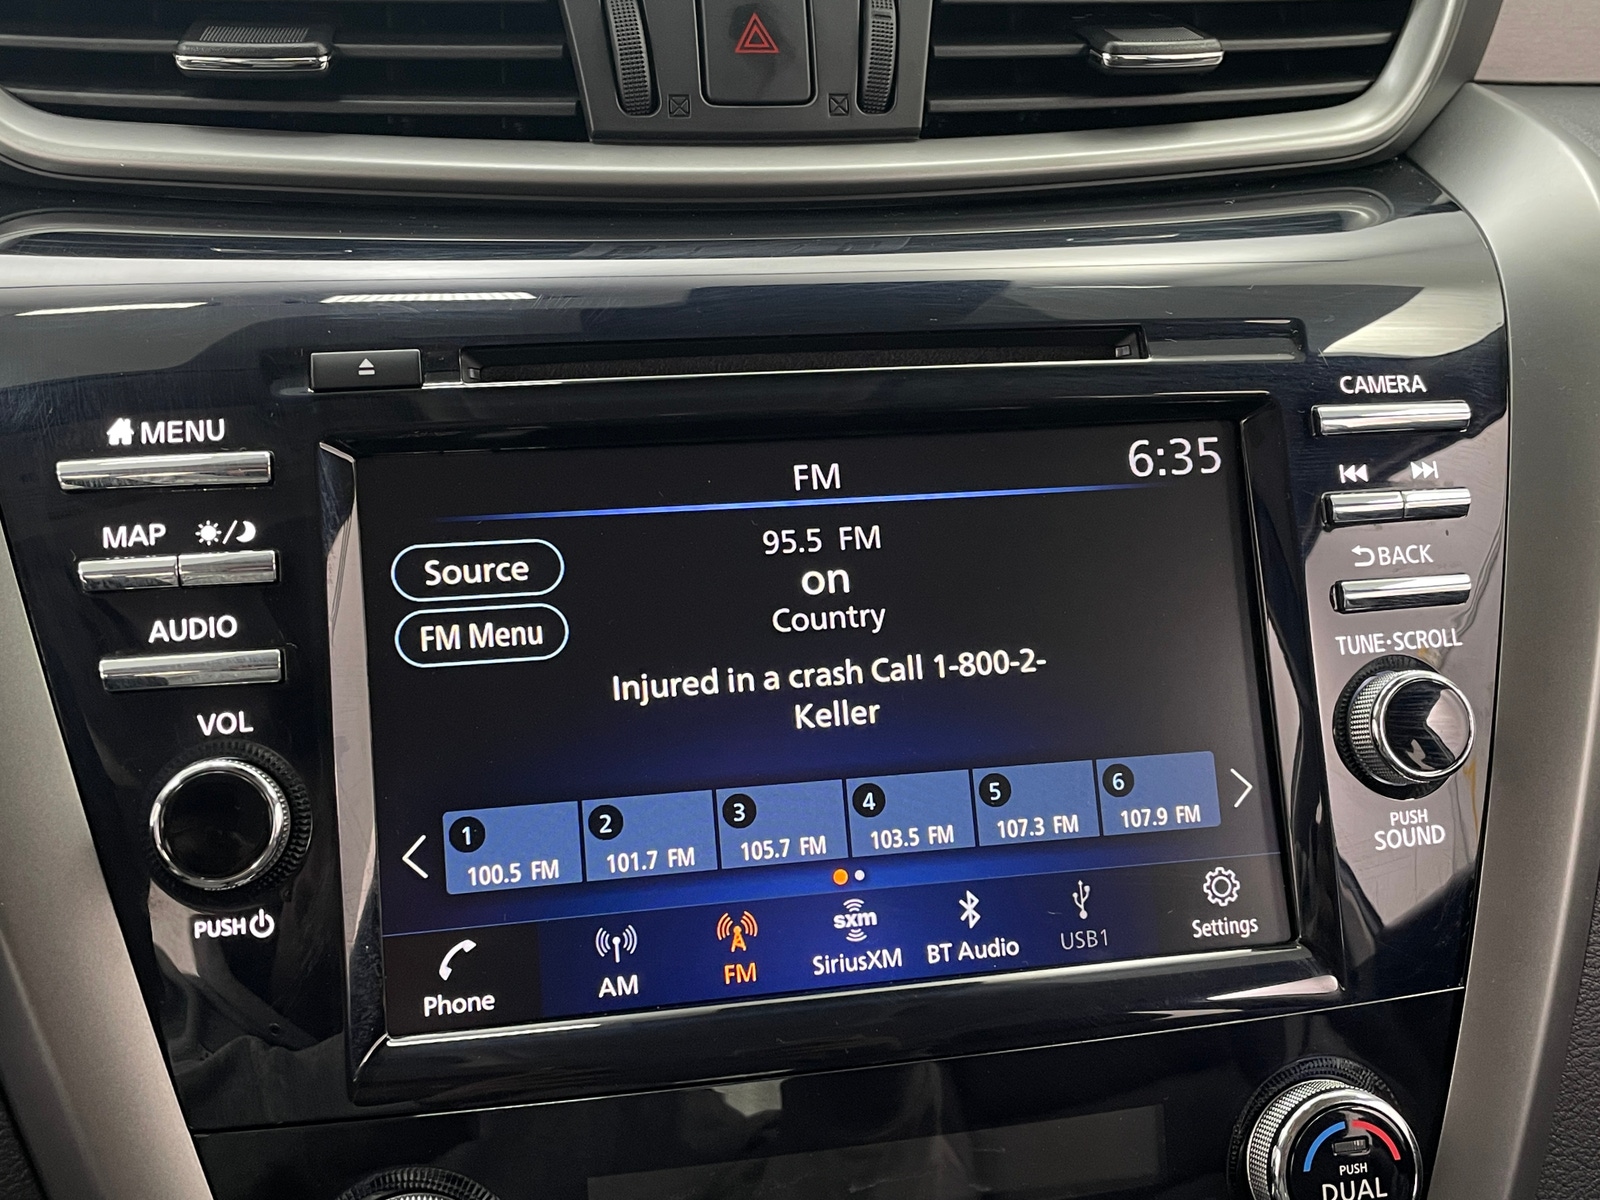 CAMERA
MENU
MAP
AUDIO
VOL
PUSH
FM
6:35
95.5 FM
Source
on
FM Menu
Country
Injured in a crash Call 1-800-2-
Keller
1
100.5 FM
2
101.7 FM
3
105.7 FM
4
103.5 FM
5
107.3 FM
6
107.9 FM
Phone
AM
FM
sxm
SiriusXM
BT Audio
USB1
Settings
BACK
TUNE·SCROLL
PUSH
SOUND
PUSH
DUAL